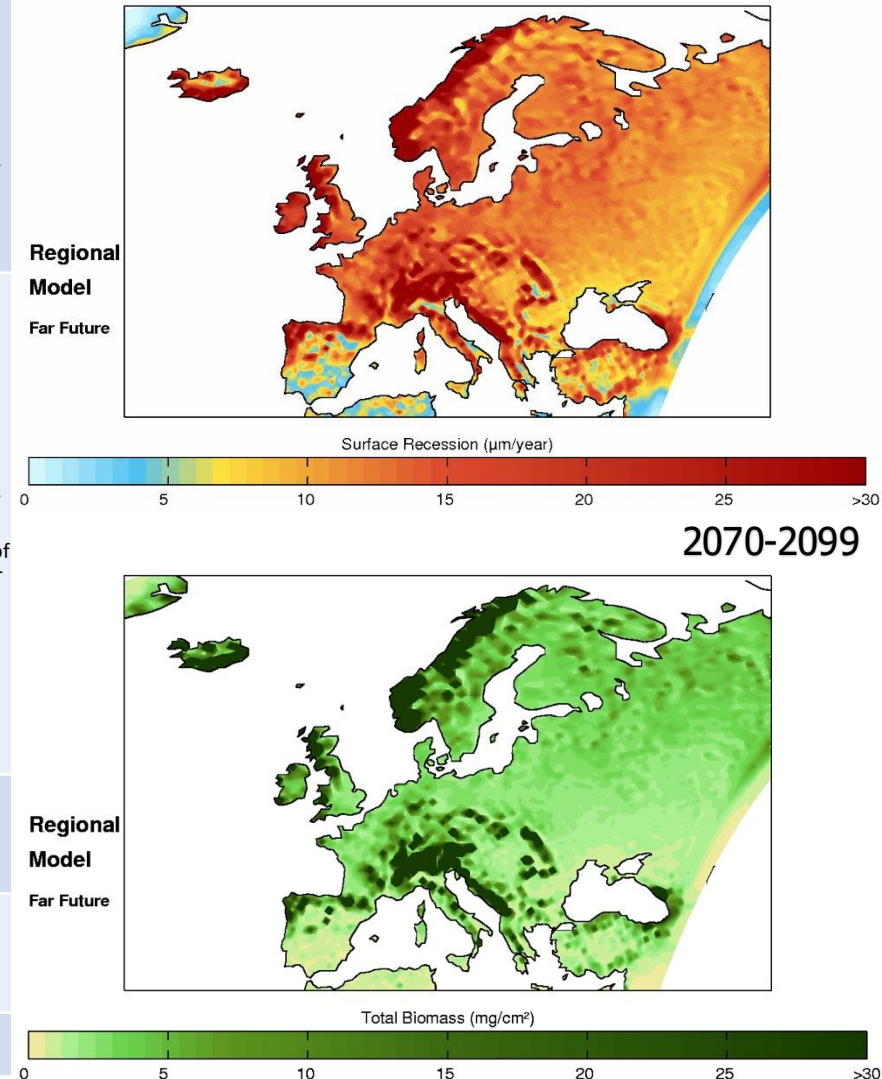 Regional
Model
Far Future
Surface Recession (µm/year)
0 5 10 15 20 25 >30
2070-2099
of
Regional
Model
Far Future
Total Biomass (mg/cm²)
0 5 10 15 20 25 >30